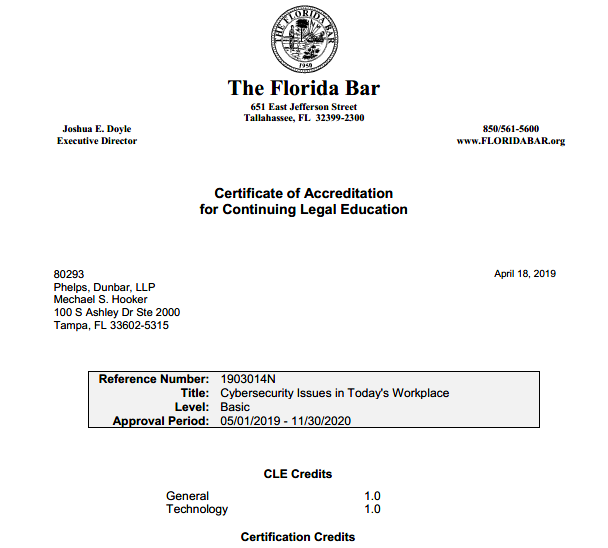 THE FLORIDA BAR
1950
The Florida Bar
651 East Jefferson Street
Tallahassee, FL 32399-2300
Joshua E. Doyle
Executive Director
850/561-5600
www.FLORIDABAR.org
Certificate of Accreditation
for Continuing Legal Education
80293
Phelps, Dunbar, LLP
Mechael S. Hooker
100 S Ashley Dr Ste 2000
Tampa, FL 33602-5315
April 18, 2019
Reference Number: 1903014N
Title: Cybersecurity Issues in Today's Workplace
Level: Basic
Approval Period: 05/01/2019 - 11/30/2020
CLE Credits
General 1.0
Technology 1.0
Certification Credits